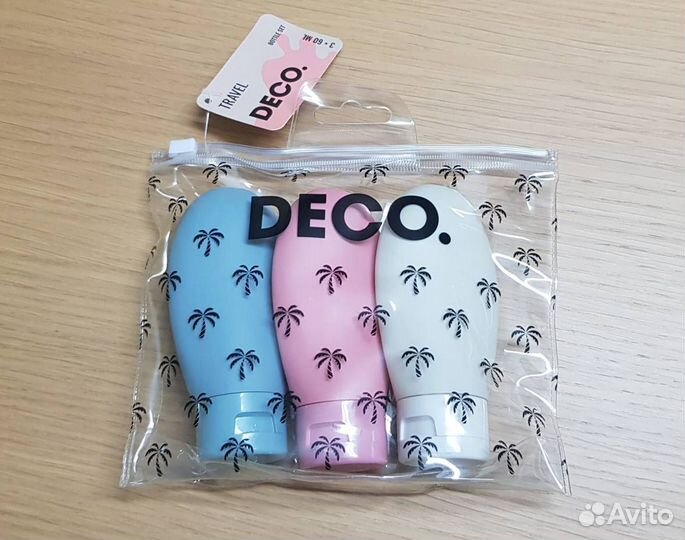 3 × 60 ML
BOTTLE SET
DECO.
TRAVEL
DECO.
Avito